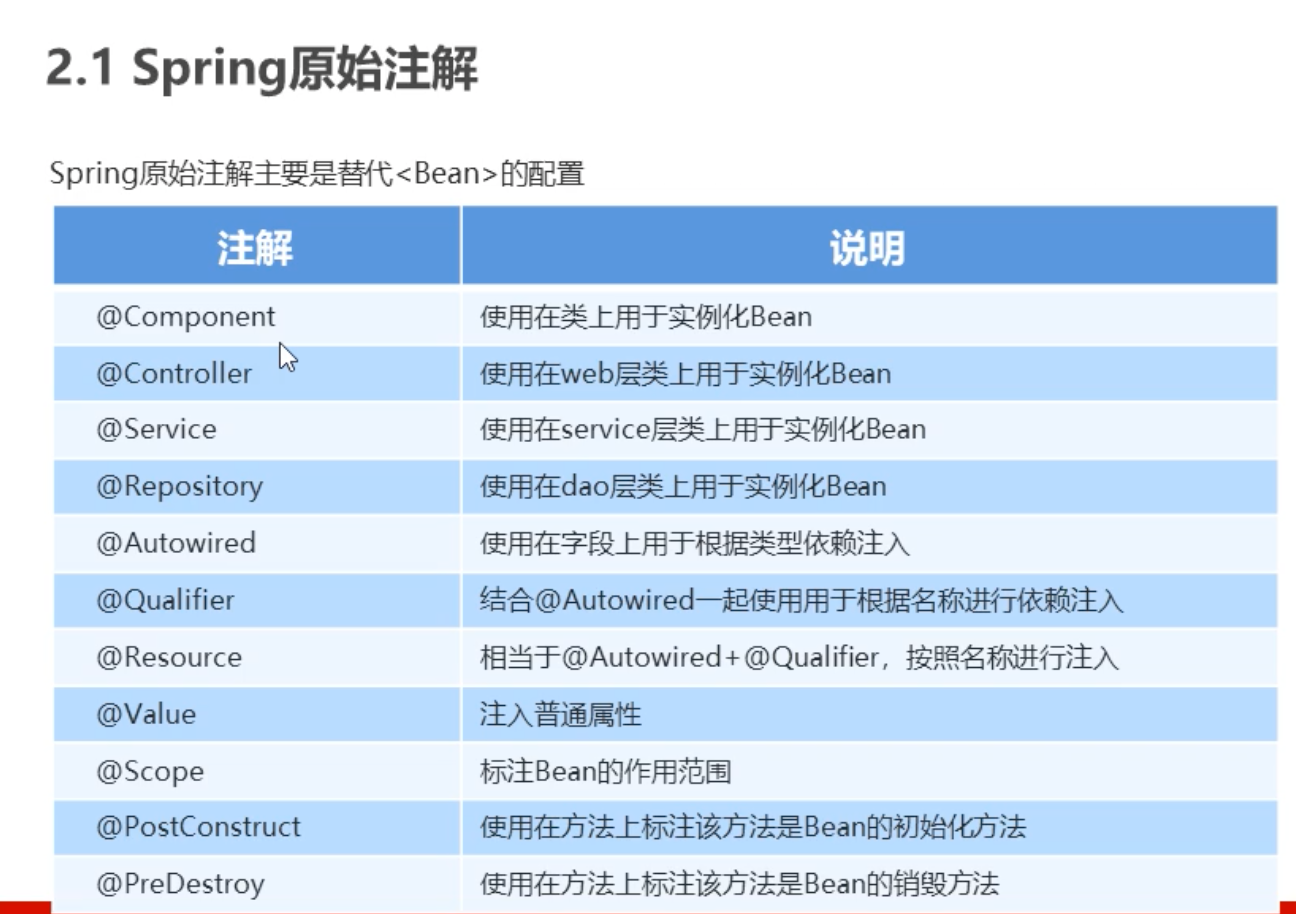 2.1 Spring原始注解
Spring原始注解主要是替代<Bean>的配置
注解 说明
@Component 使用在类上用于实例化Bean
@Controller 使用在web层类上用于实例化Bean
@Service 使用在service层类上用于实例化Bean
@Repository 使用在dao层类上用于实例化Bean
@Autowired 使用在字段上用于根据类型依赖注入
@Qualifier 结合@Autowired一起使用用于根据名称进行依赖注入
@Resource 相当于@Autowired+@Qualifier，按照名称进行注入
@Value 注入普通属性
@Scope 标注Bean的作用范围
@PostConstruct 使用在方法上标注该方法是Bean的初始化方法
@PreDestroy 使用在方法上标注该方法是Bean的销毁方法